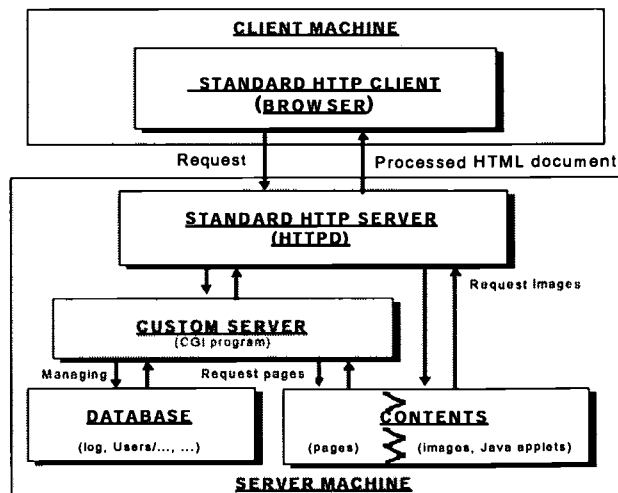 CLIENT MACHINE
STANDARD HTTP CLIENT
(BROWSER)
Request
Processed HTML document
STANDARD HTTP SERVER
(HTTPD)
Request Images
CUSTOM SERVER
(CGI program)
Managing
Request pages
DATABASE
(log, Users/..., ...)
CONTENTS
(pages)
(images, Java applets)
SERVER MACHINE